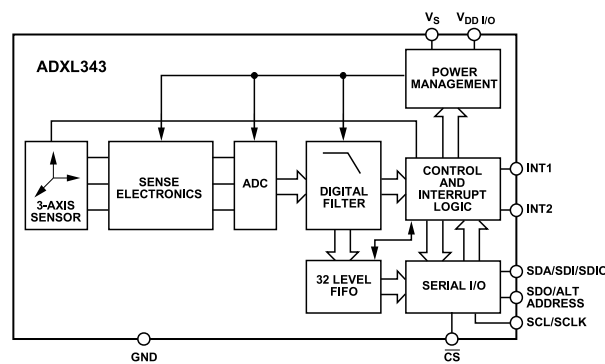 VS
VDD I/O
ADXL343
POWER
MANAGEMENT
3-AXIS
SENSOR
SENSE
ELECTRONICS
ADC
DIGITAL
FILTER
CONTROL
AND
INTERRUPT
LOGIC
INT1
INT2
32 LEVEL
FIFO
SERIAL I/O
SDA/SDI/SDIO
SDO/ALT
ADDRESS
SCL/SCLK
GND
CS